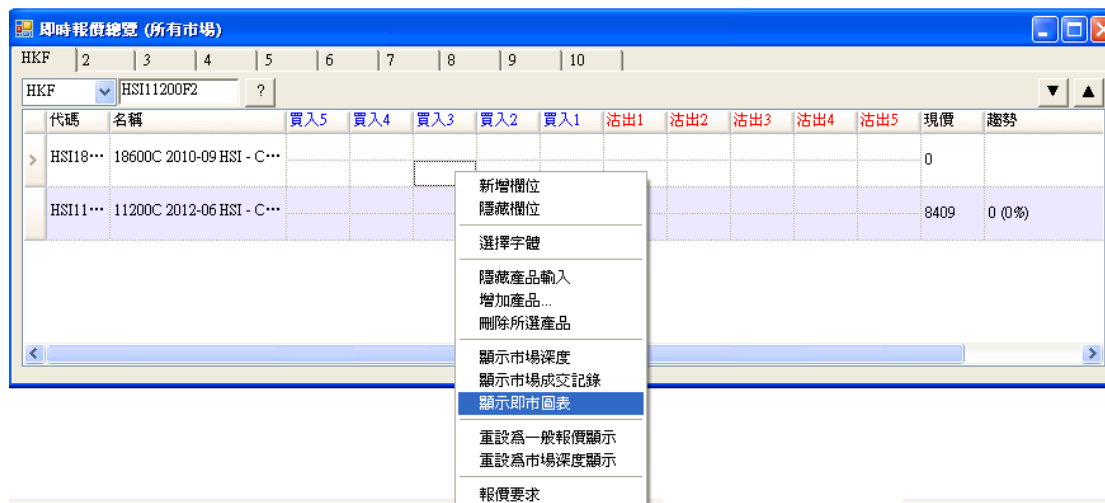 即時報價總覽 (所有市場)
HKF 2 3 4 5 6 7 8 9 10
HKF HSI11200F2 ?
代碼 名稱 買入5 買入4 買入3 買入2 買入1 沽出1 沽出2 沽出3 沽出4 沽出5 現價 趨勢
HSI18… 18600C 2010-09 HSI - C… 0
HSI11… 11200C 2012-06 HSI - C… 8409 0 (0%)
新增欄位
隱藏欄位
選擇字體
隱藏產品輸入
增加產品...
刪除所選產品
顯示市場深度
顯示市場成交記錄
顯示即市圖表
重設為一般報價顯示
重設為市場深度顯示
報價要求